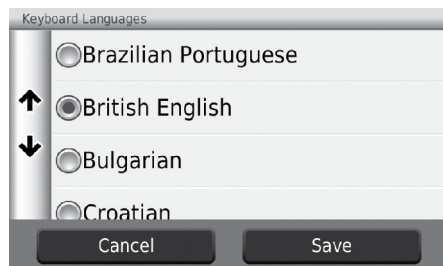 Keyboard Languages
Brazilian Portuguese
British English
Bulgarian
Croatian
Cancel
Save